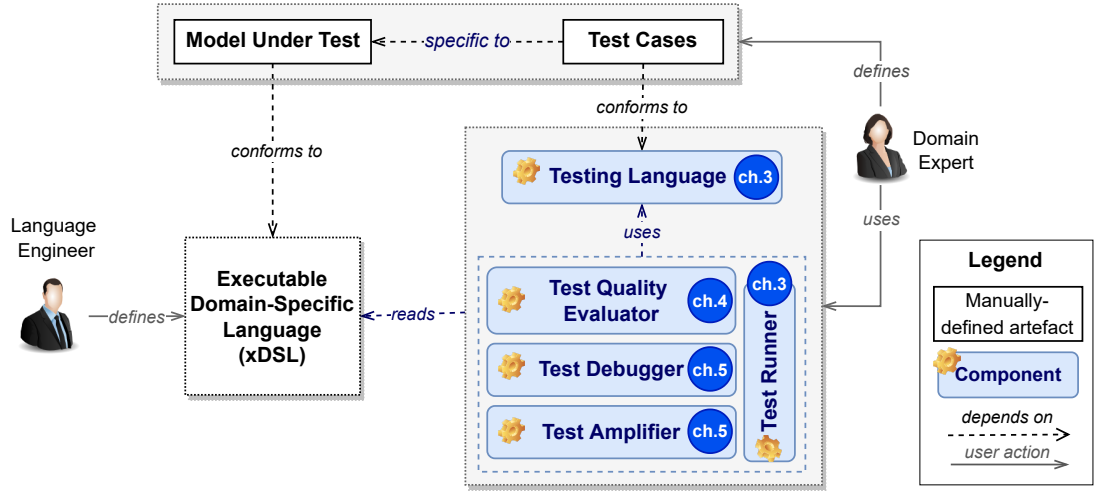 Model Under Test
specific to
Test Cases
defines
conforms to
conforms to
Domain
Expert
Testing Language
ch.3
uses
uses
Language
Engineer
defines
Executable
Domain-Specific
Language
(xDSL)
reads
Test Quality
Evaluator
ch.4
ch.3
Test Runner
Test Debugger
ch.5
Test Amplifier
ch.5
Legend
Manually-
defined artefact
Component
depends on
user action